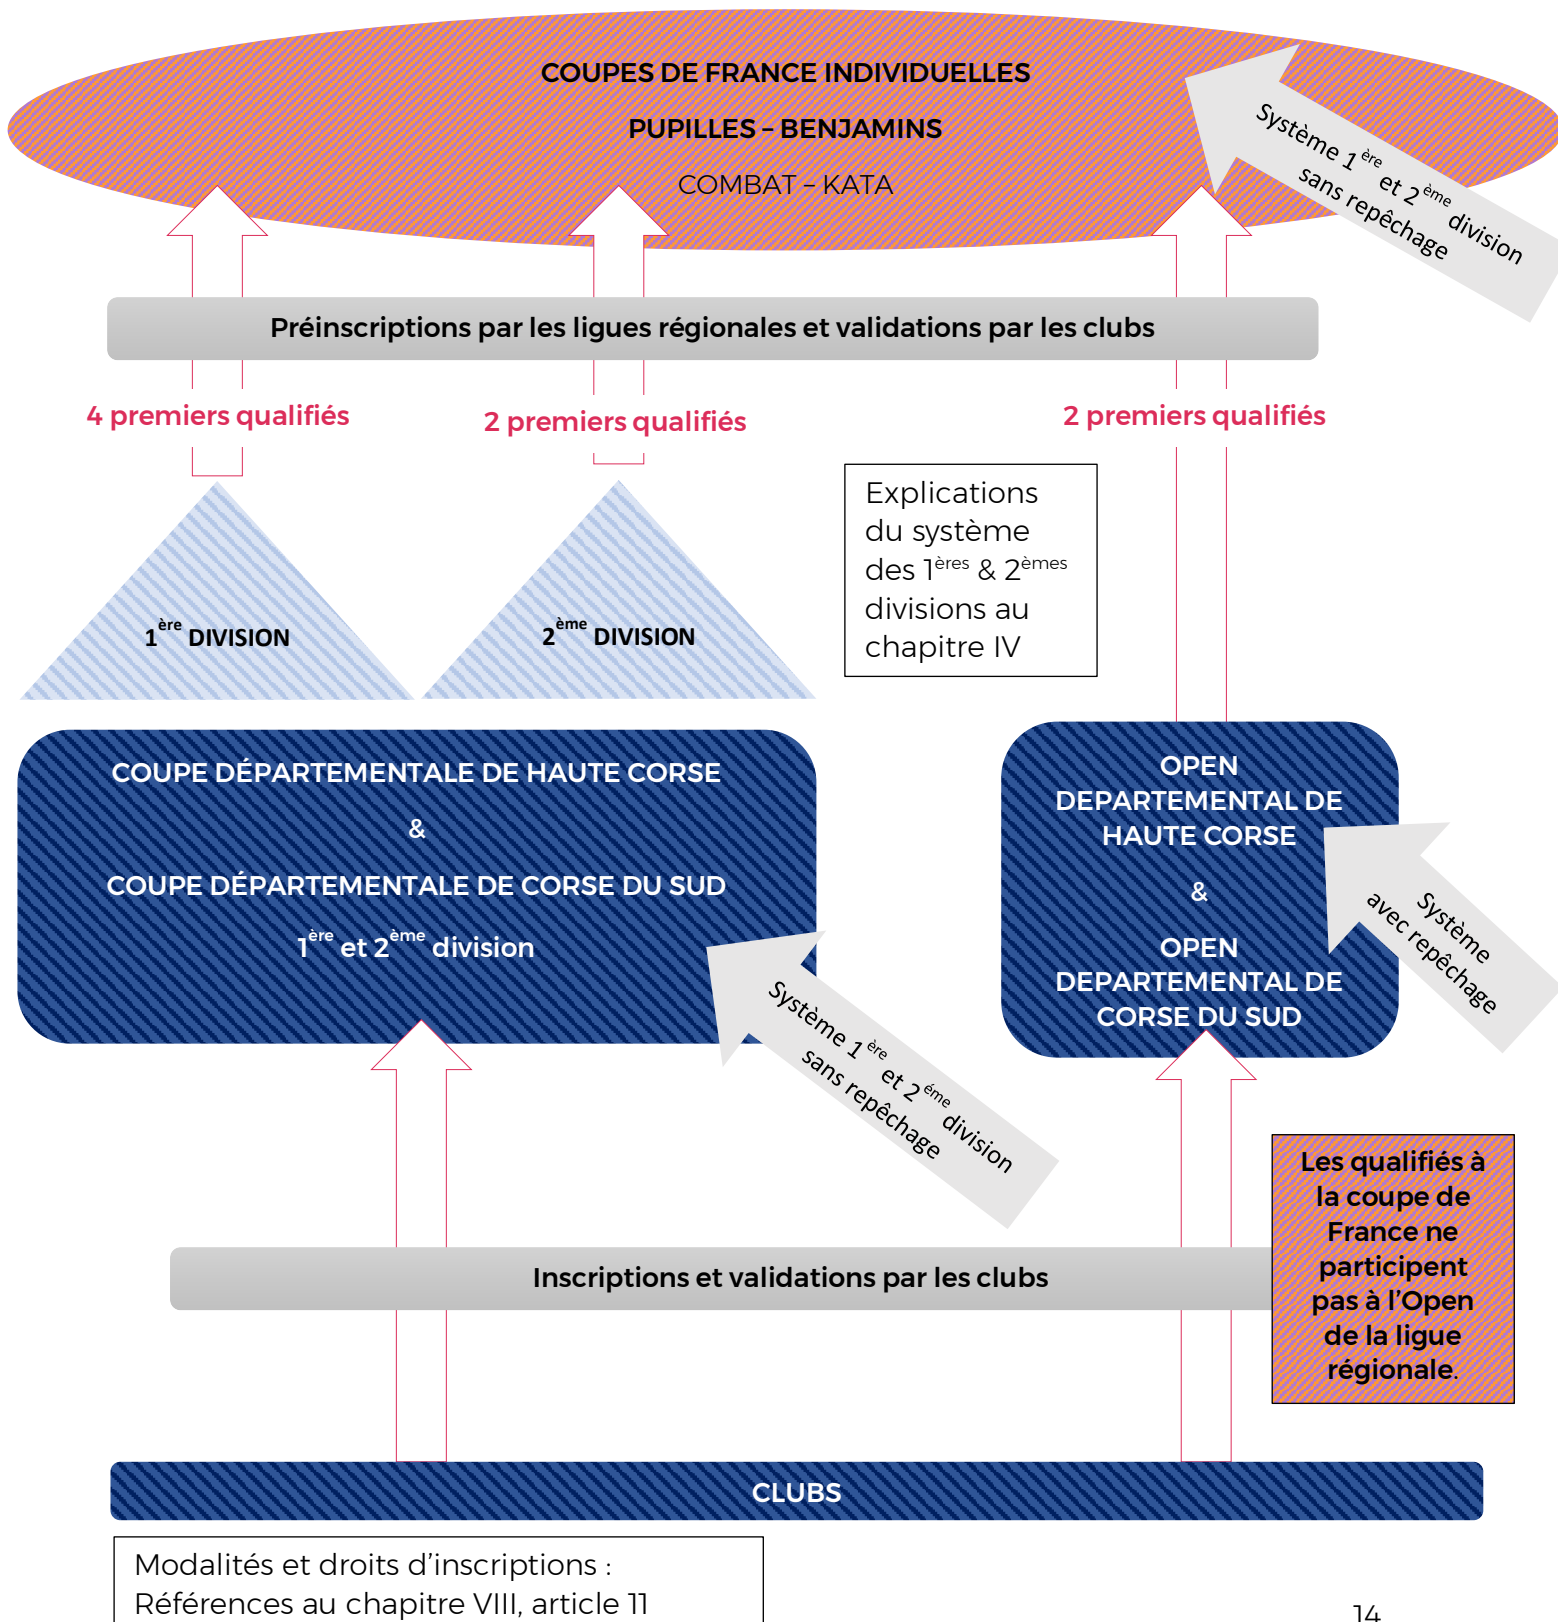 COUPES DE FRANCE INDIVIDUELLES
PUPILLES – BENJAMINS
COMBAT – KATA
Système 1ère et 2ème division
sans repêchage
Préinscriptions par les ligues régionales et validations par les clubs
4 premiers qualifiés
2 premiers qualifiés
2 premiers qualifiés
Explications
du système
des 1ères & 2èmes
divisions au
chapitre IV
1ère DIVISION
2ème DIVISION
COUPE DÉPARTEMENTALE DE HAUTE CORSE
&
COUPE DÉPARTEMENTALE DE CORSE DU SUD
1ère et 2ème division
OPEN
DEPARTEMENTAL DE
HAUTE CORSE
&
OPEN
DEPARTEMENTAL DE
CORSE DU SUD
Système
avec repêchage
Système 1ère et 2éme division
sans repêchage
Les qualifiés à
la coupe de
France ne
participent
pas à l’Open
de la ligue
régionale.
Inscriptions et validations par les clubs
CLUBS
Modalités et droits d’inscriptions :
Références au chapitre VIII, article 11
14